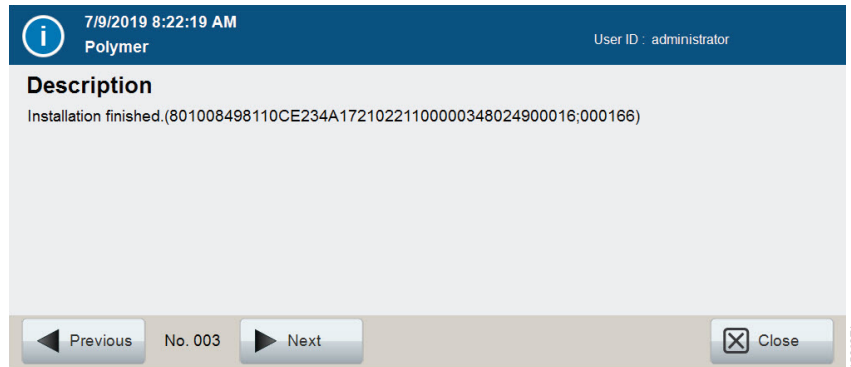 7/9/2019 8:22:19 AM
Polymer
User ID : administrator
Description
Installation finished.(801008498110CE234A17210221100000348024900016;000166)
Previous
No. 003
Next
Close